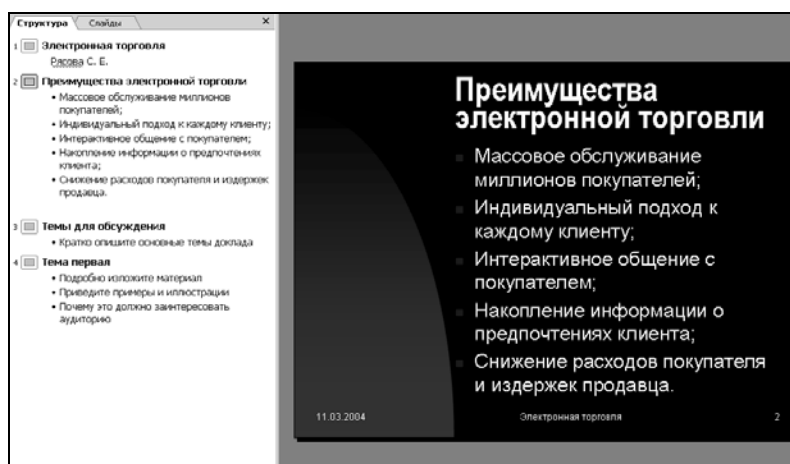 Структура Слайды
1 Электронная торговля
Рясова С. Е.
2 Преимущества электронной торговли
• Массовое обслуживание миллионов
покупателей;
• Индивидуальный подход к каждому клиенту;
• Интерактивное общение с покупателем;
• Накопление информации о предпочтениях
клиента;
• Снижение расходов покупателя и издержек
продавца.
3 Темы для обсуждения
• Кратко опишите основные темы доклада
4 Тема первая
• Подробно изложите материал
• Приведите примеры и иллюстрации
• Почему это должно заинтересовать
аудиторию
Преимущества
электронной торговли
Массовое обслуживание
миллионов покупателей;
Индивидуальный подход к
каждому клиенту;
Интерактивное общение с
покупателем;
Накопление информации о
предпочтениях клиента;
Снижение расходов покупателя
и издержек продавца.
11.03.2004 Электронная торговля 2